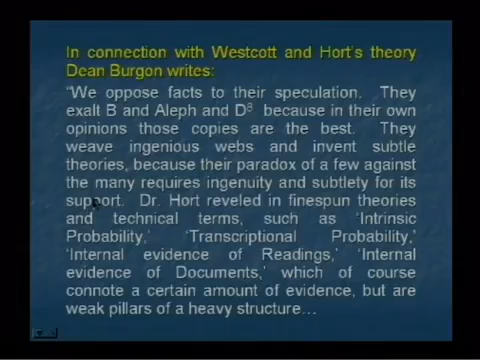 In connection with Westcott and Hort's theory
Dean Burgon writes:
"We oppose facts to their speculation. They
exalt B and Aleph and D8 because in their own
opinions those copies are the best. They
weave ingenious webs and invent subtle
theories, because their paradox of a few against
the many requires ingenuity and subtlety for its
support. Dr. Hort reveled in finespun theories
and technical terms, such as 'Intrinsic
Probability,' 'Transcriptional Probability,'
'Internal evidence of Readings,' 'Internal
evidence of Documents,' which of course
connote a certain amount of evidence, but are
weak pillars of a heavy structure…